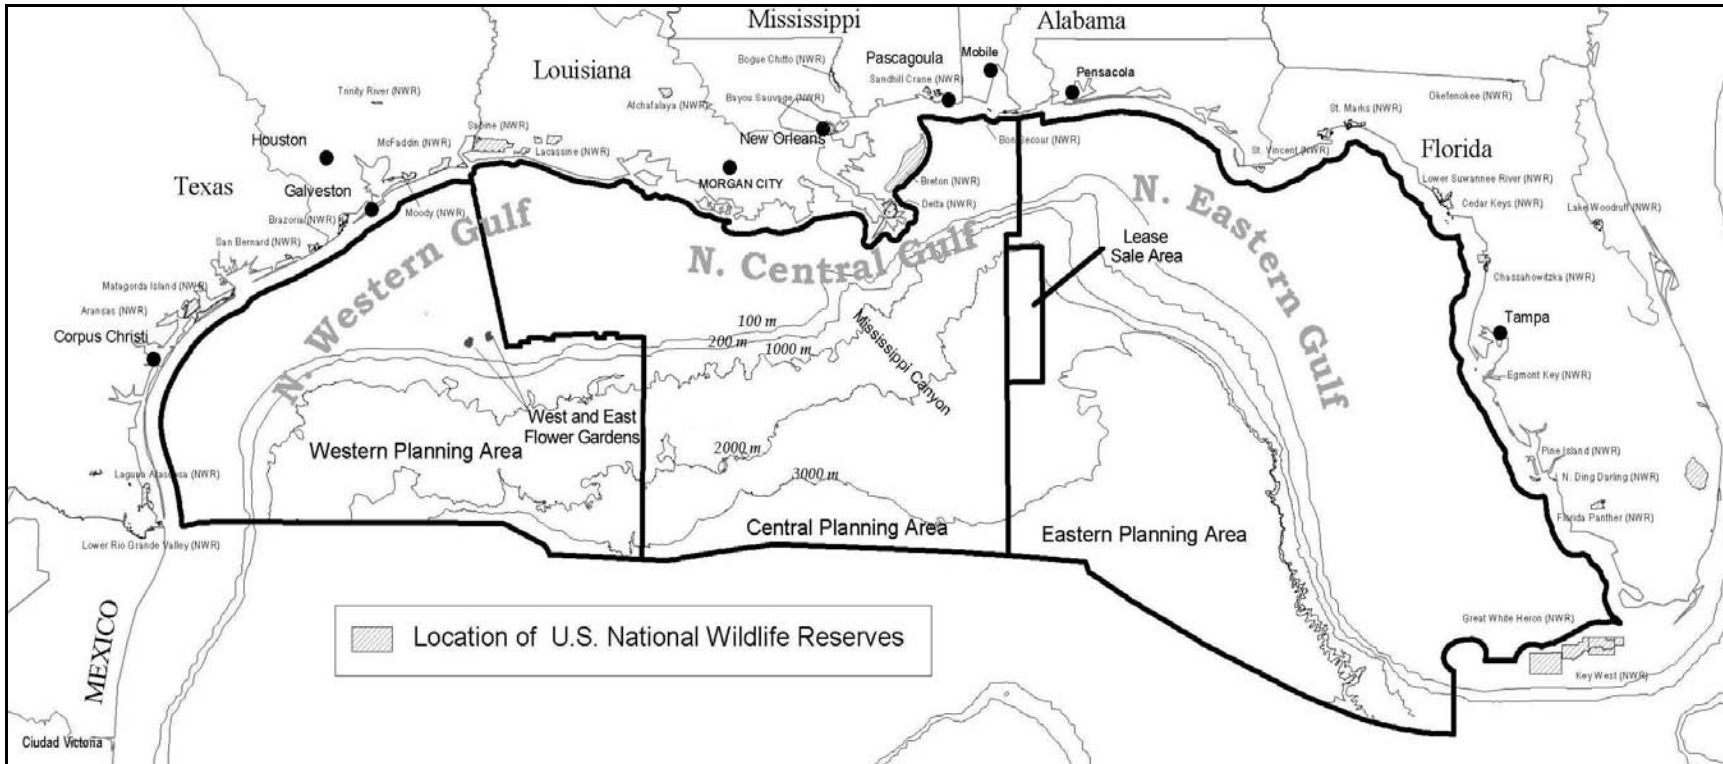 Mississippi
Alabama
Louisiana
Pascagoula
Mobile
Pensacola
Bogue Chitto (NWR)
Sandhill Crane (NWR)
Trinity River (NWR)
Atchafalaya (NWR)
Bayou Sauvage (NWR)
Okefenokee (NWR)
St. Marks (NWR)
Houston
McFaddin (NWR)
Sabine (NWR)
Lacassine (NWR)
New Orleans
Bon Secour (NWR)
St. Vincent (NWR)
Florida
Texas
Galveston
MORGAN CITY
Breton (NWR)
Delta (NWR)
Lower Suwannee River (NWR)
Cedar Keys (NWR)
Lake Woodruff (NWR)
Brazoria (NWR)
Moody (NWR)
San Bernard (NWR)
N. Western Gulf
N. Central Gulf
N. Eastern Gulf
Lease
Sale Area
Matagorda Island (NWR)
Aransas (NWR)
Chassahowitzka (NWR)
Corpus Christi
100 m
200 m
1000 m
Mississippi Canyon
Tampa
Egmont Key (NWR)
West and East
Flower Gardens
Western Planning Area
2000 m
3000 m
Laguna Atascosa (NWR)
Pine Island (NWR)
J. N. Ding Darling (NWR)
Florida Panther (NWR)
Central Planning Area
Eastern Planning Area
Lower Rio Grande Valley (NWR)
MEXICO
Location of U.S. National Wildlife Reserves
Great White Heron (NWR)
Key West (NWR)
Ciudad Victoria